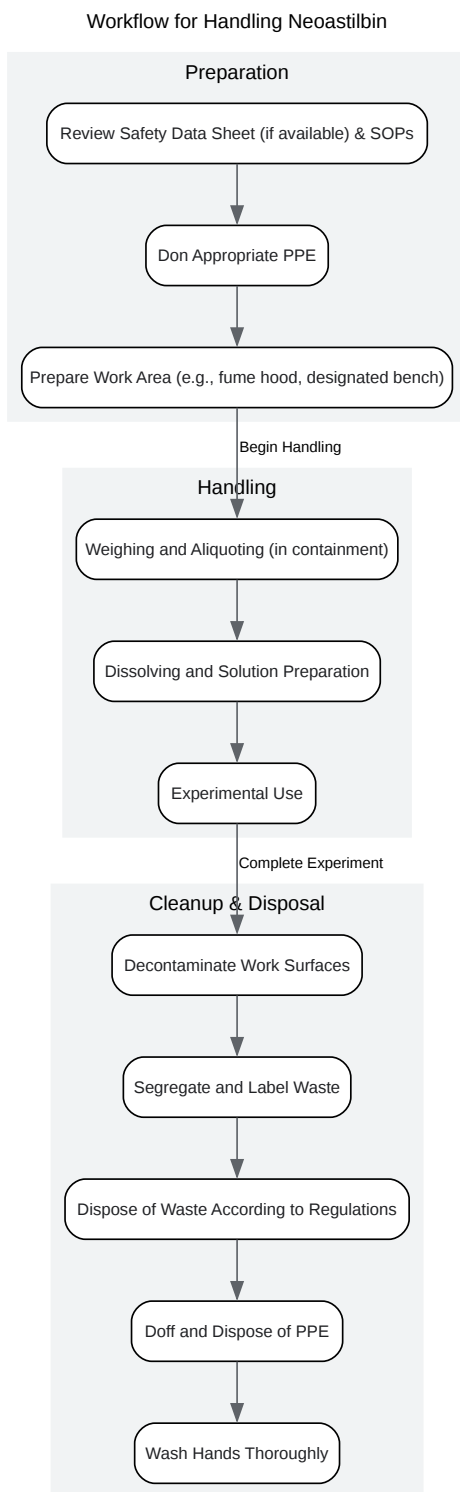 Workflow for Handling Neoastilbin
Preparation
Review Safety Data Sheet (if available) & SOPs
Don Appropriate PPE
Prepare Work Area (e.g., fume hood, designated bench)
Begin Handling
Handling
Weighing and Aliquoting (in containment)
Dissolving and Solution Preparation
Experimental Use
Complete Experiment
Cleanup & Disposal
Decontaminate Work Surfaces
Segregate and Label Waste
Dispose of Waste According to Regulations
Doff and Dispose of PPE
Wash Hands Thoroughly